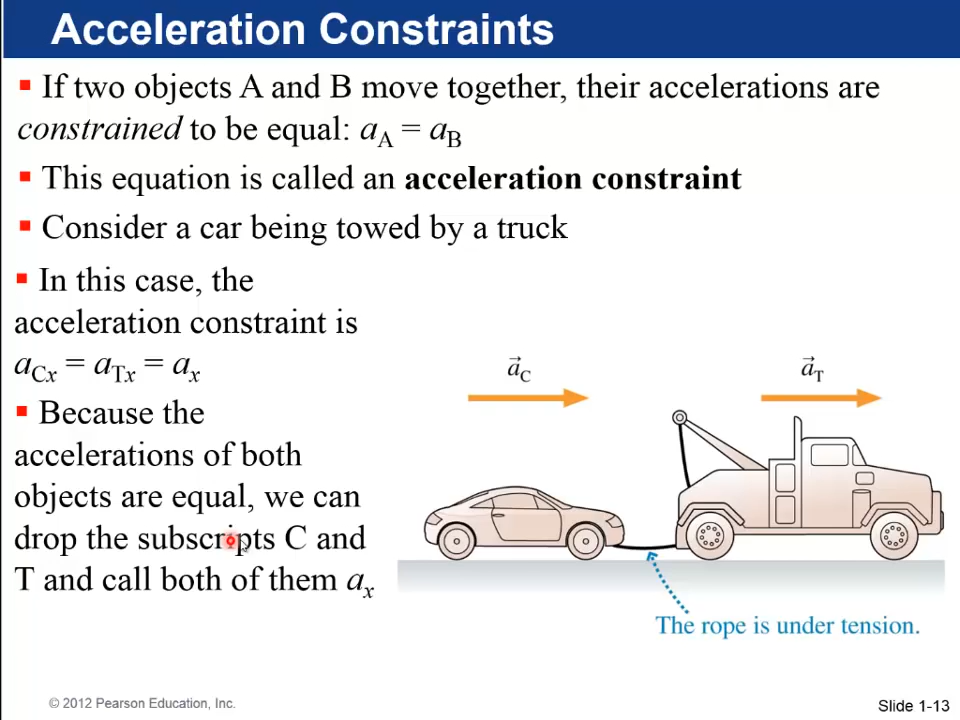 Acceleration Constraints
▪ If two objects A and B move together, their accelerations are
constrained to be equal: aA = aB
▪ This equation is called an acceleration constraint
▪ Consider a car being towed by a truck
▪ In this case, the
acceleration constraint is
aCx = aTx = ax
▪ Because the
accelerations of both
objects are equal, we can
drop the subscripts C and
T and call both of them ax
a⃗C
a⃗T
The rope is under tension.
© 2012 Pearson Education, Inc.
Slide 1-13